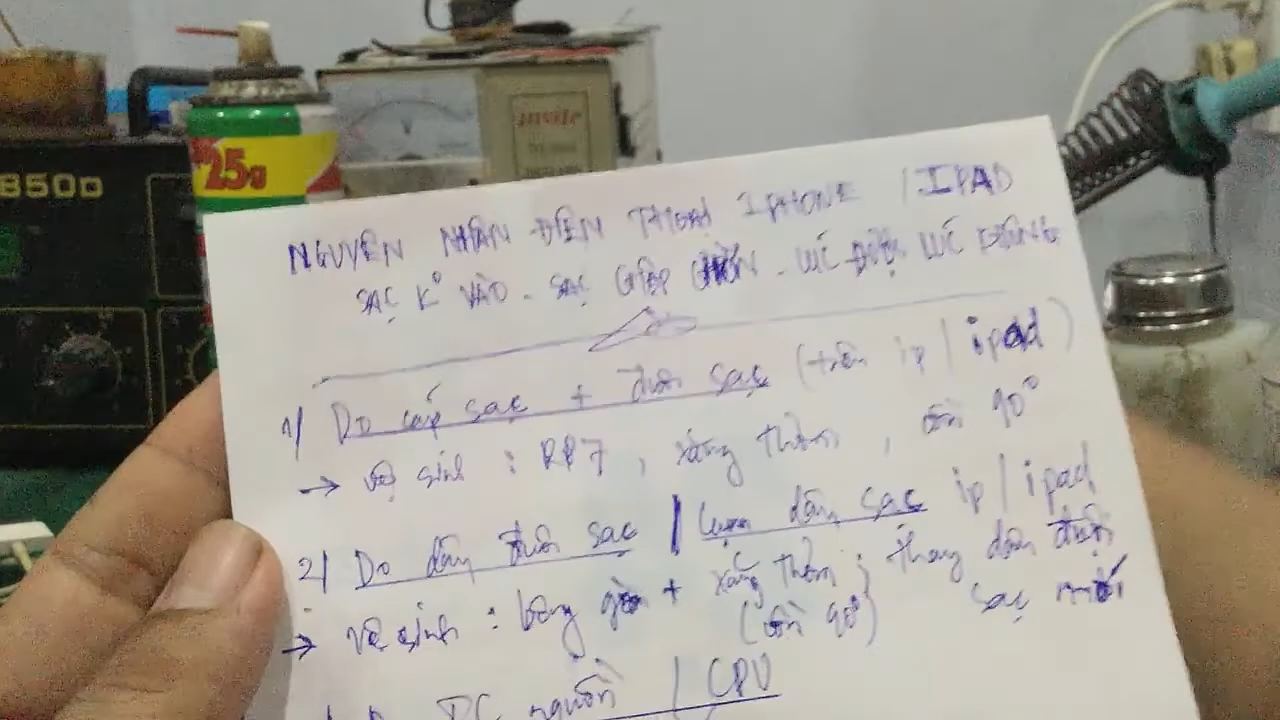 850D
25g
NGUYÊN NHÂN ĐIỆN THOẠI IPHONE / IPAD
SẠC K° VÀO - SẠC CHẬP CHỜN - LÚC ĐƯỢC LÚC KHÔNG
1) Do cáp sạc + đuôi sạc (trên ip / ipad)
→ vệ sinh : RP7, xăng thơm, cồn 90°
2) Do dây đuôi sạc / cụm dây sạc ip / ipad
→ vệ sinh : bông gòn + xăng thơm ; thay dây đuôi
(cồn 90°) sạc mới
IC nguồn / CPU